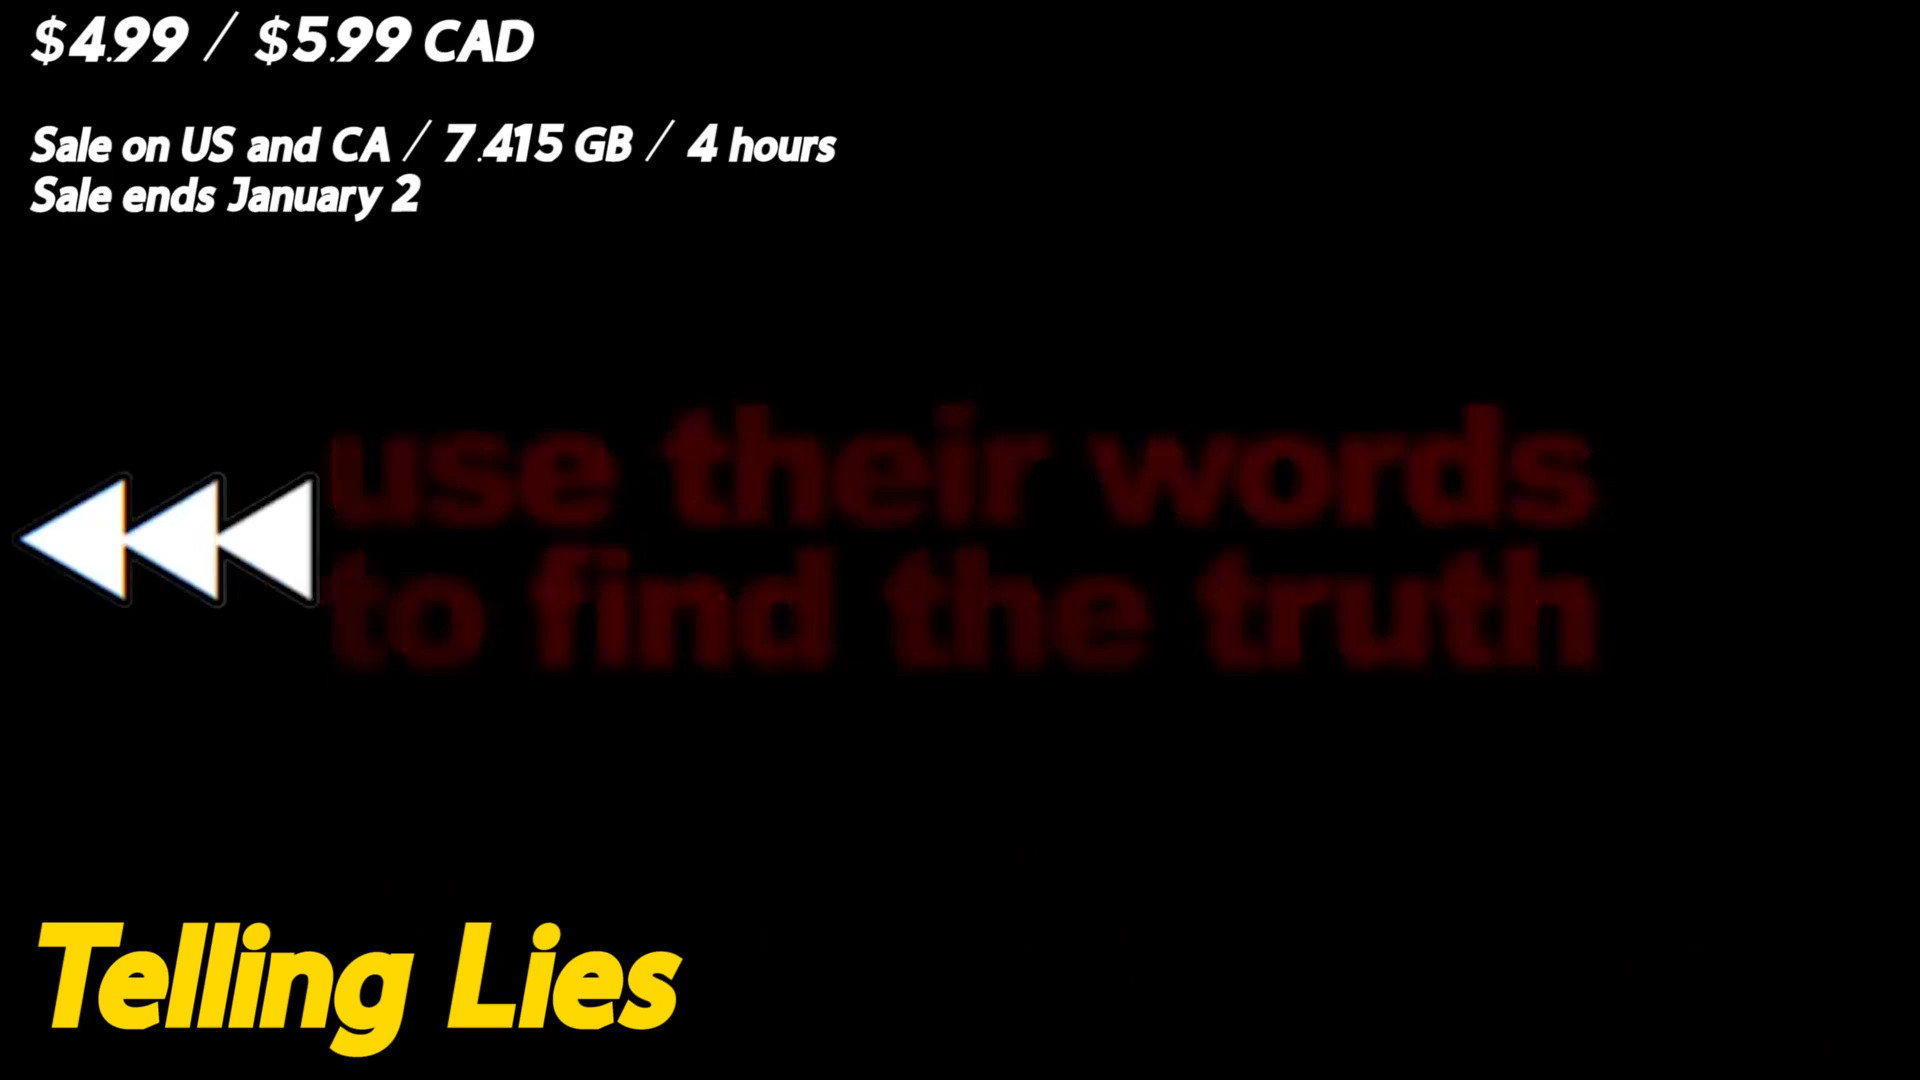 $4.99 / $5.99 CAD
Sale on US and CA / 7.415 GB / 4 hours
Sale ends January 2
use their words
to find the truth
Telling Lies